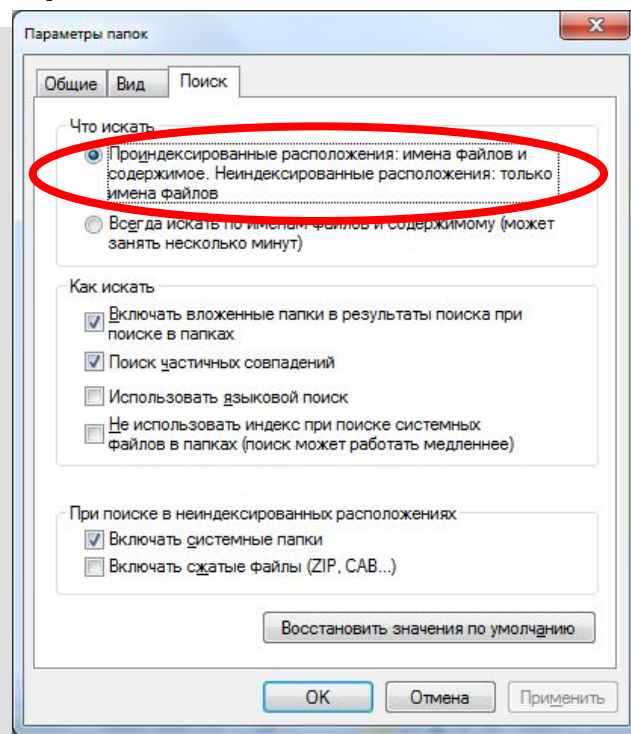 Параметры папок
Общие Вид Поиск
Что искать
Проиндексированные расположения: имена файлов и
содержимое. Неиндексированные расположения: только
имена файлов
Всегда искать по именам файлов и содержимому (может
занять несколько минут)
Как искать
Включать вложенные папки в результаты поиска при
поиске в папках
Поиск частичных совпадений
Использовать языковой поиск
Не использовать индекс при поиске системных
файлов в папках (поиск может работать медленнее)
При поиске в неиндексированных расположениях
Включать системные папки
Включать сжатые файлы (ZIP, CAB...)
Восстановить значения по умолчанию
OK Отмена Применить